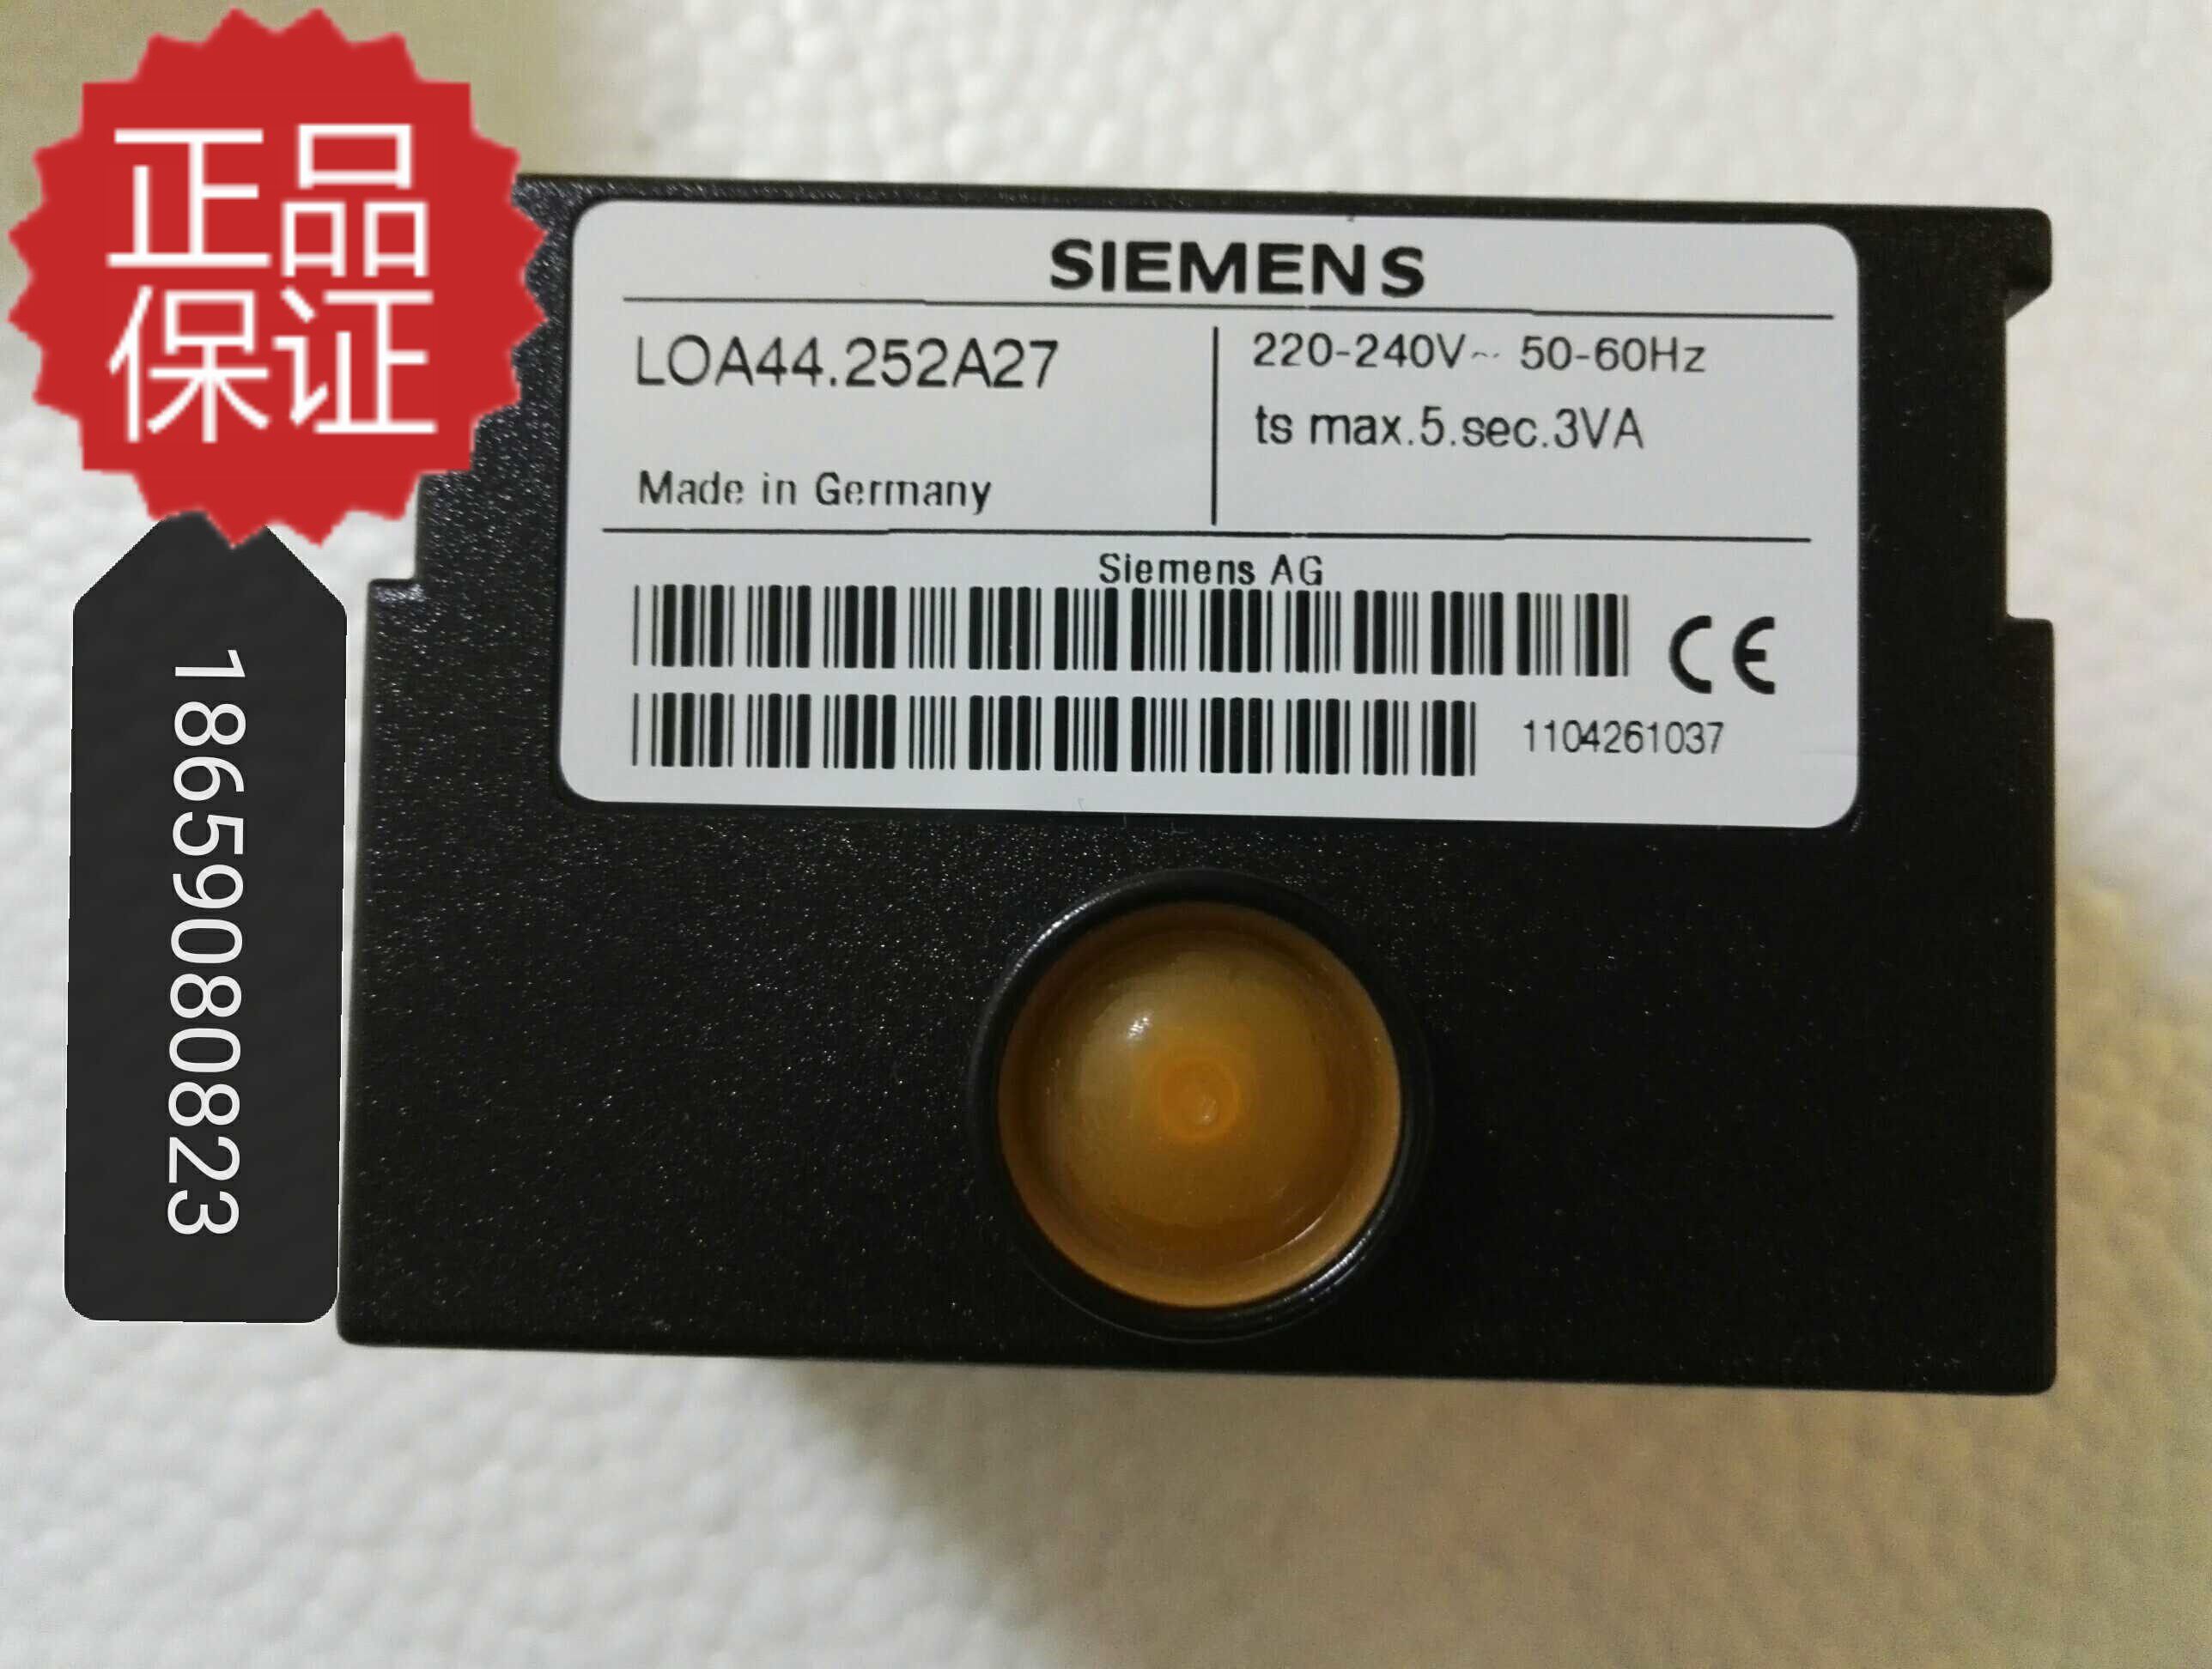 正品
保证
18659080823
SIEMENS
LOA44.252A27
Made in Germany
220-240V~ 50-60Hz
ts max.5.sec.3VA
Siemens AG
CE
1104261037